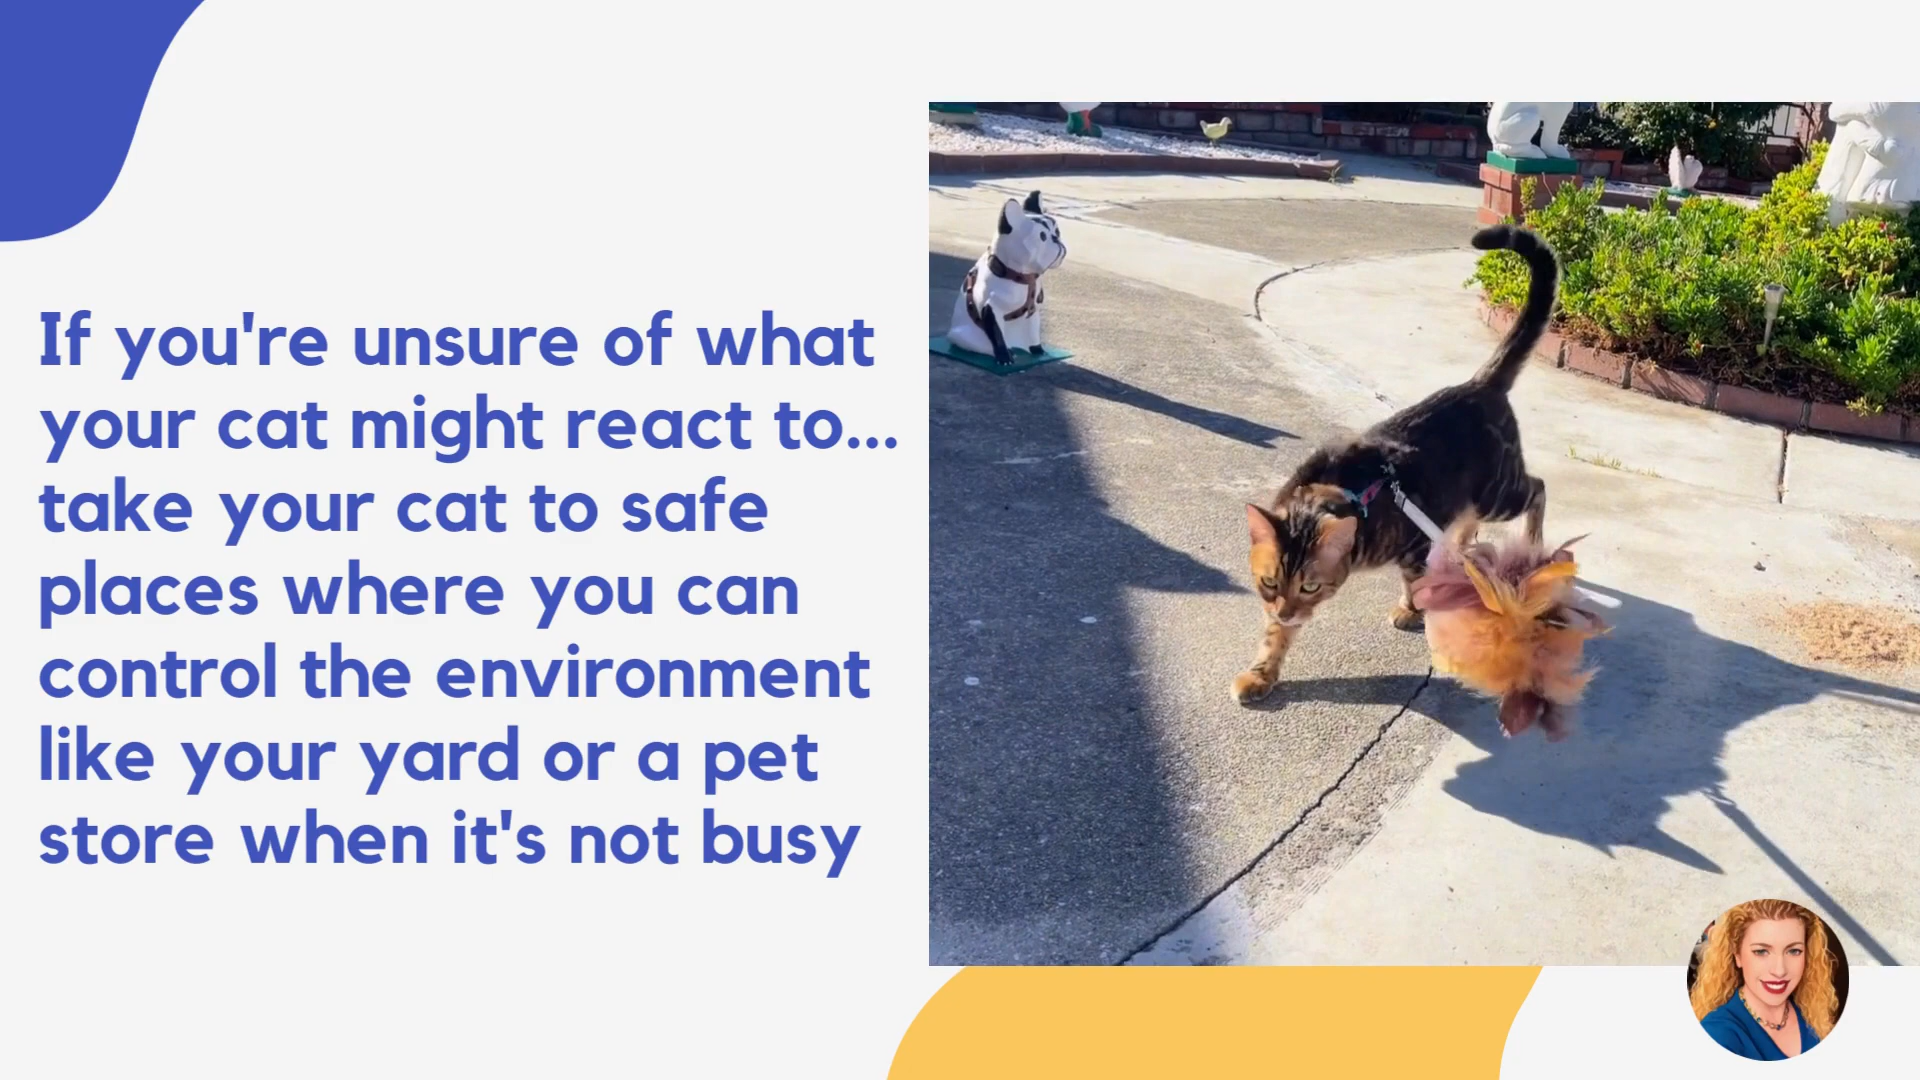 If you're unsure of what
your cat might react to...
take your cat to safe
places where you can
control the environment
like your yard or a pet
store when it's not busy